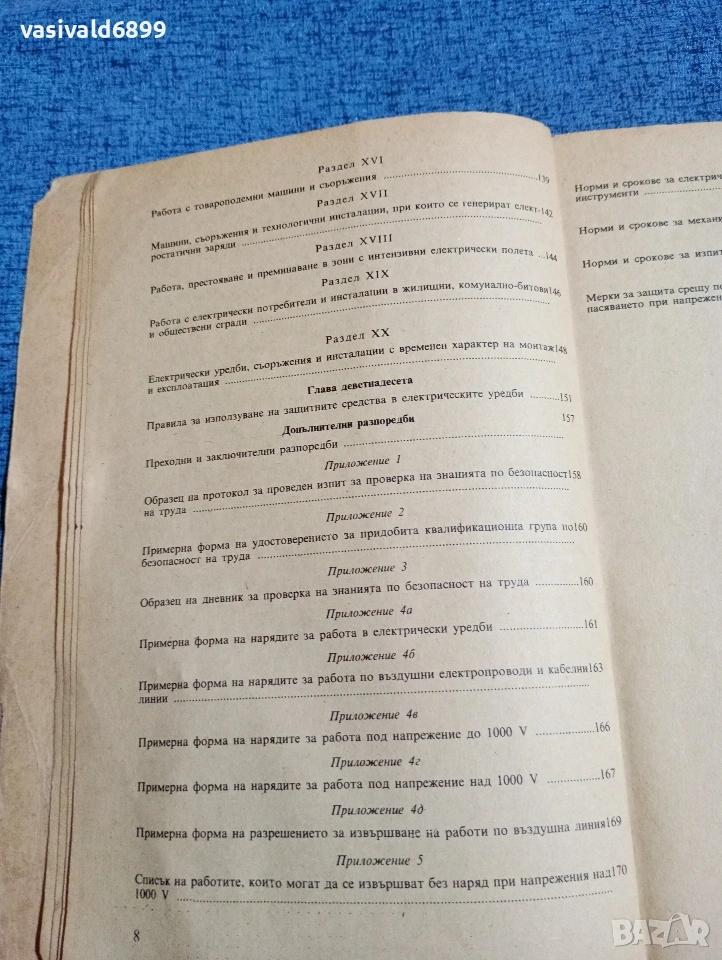 vasivald6899
Раздел XVI
Работа с товароподемни машини и съоръжения ........ 139
Раздел XVII
Машини, съоръжения и технологични инсталации, при които се генерират елект-142
ростатични заряди ........
Раздел XVIII
Работа, престояване и преминаване в зони с интензивни електрически полета ...144
Раздел XIX
Работа с електрически потребители и инсталации в жилищни, комунално-битови146
и обществени сгради ........
Раздел XX
Електрически уредби, съоръжения и инсталации с временен характер на монтаж148
и експлоатация ........
Глава деветнадесета
Правила за използуване на защитните средства в електрическите уредби ........151
Допълнителни разпоредби
157
Преходни и заключителни разпоредби ........
Приложение 1
Образец на протокол за проведен изпит за проверка на знанията по безопасност158
на труда ........
Приложение 2
Примерна форма на удостоверението за придобита квалификационна група по160
безопасност на труда ........
Приложение 3
Образец на дневник за проверка на знанията по безопасност на труда ........ 160
Приложение 4а
Примерна форма на нарядите за работа в електрически уредби ........ 161
Приложение 4б
Примерна форма на нарядите за работа по въздушни електропроводи и кабелни163
линии ........
Приложение 4в
Примерна форма на нарядите за работа под напрежение до 1000 V ........ 166
Приложение 4г
Примерна форма на нарядите за работа под напрежение над 1000 V ........ 167
Приложение 4д
Примерна форма на разрешението за извършване на работи по въздушна линия169
Приложение 5
Списък на работите, които могат да се извършват без наряд при напрежения над170
1000 V ........
8
Норми и срокове за електрич
инструменти ........
Норми и срокове за механи
Норми и срокове за изпит
Мерки за защита срещу по
пасяването при напрежен
BAZAR